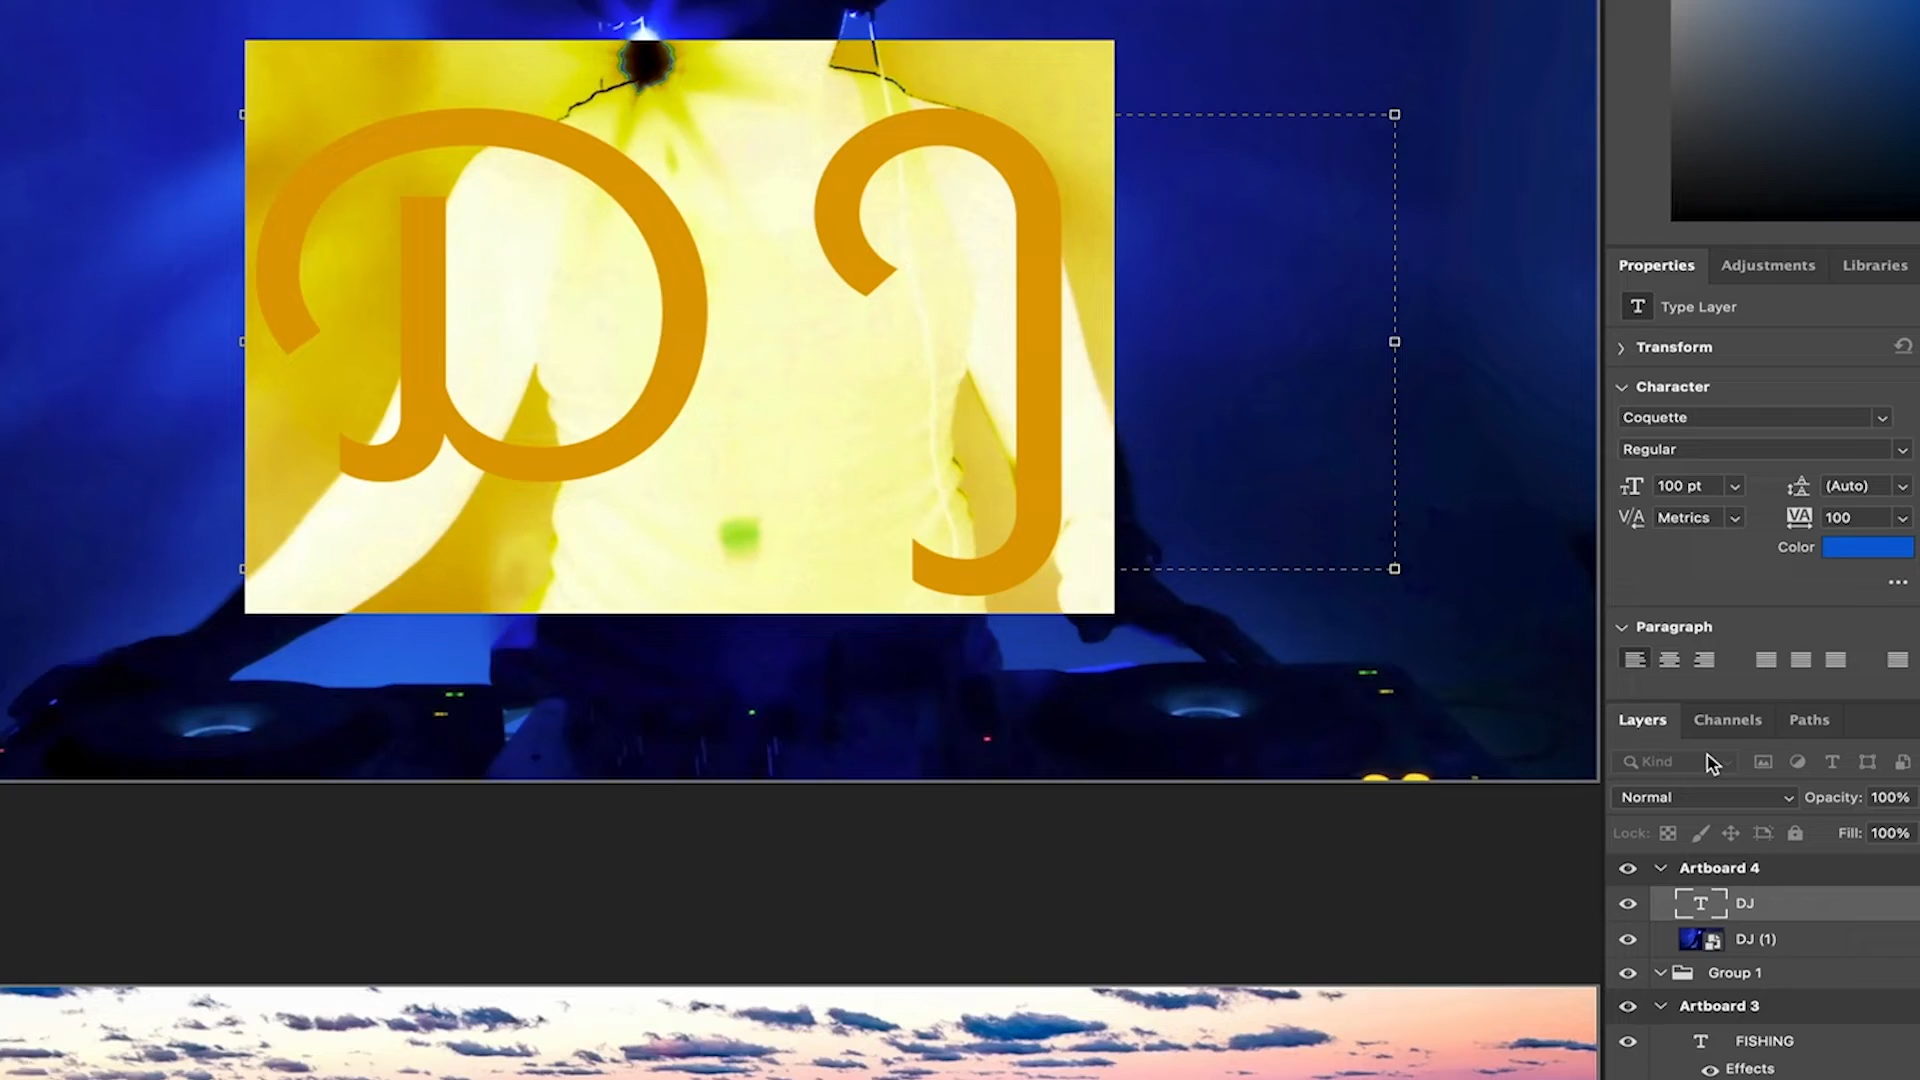 DJ
Properties Adjustments Libraries
T Type Layer
Transform
Character
Coquette
Regular
100 pt (Auto)
V/A Metrics VA 100
Color
Paragraph
Layers Channels Paths
Kind
Normal Opacity: 100%
Lock: Fill: 100%
Artboard 4
T DJ
DJ (1)
Group 1
Artboard 3
T FISHING
Effects